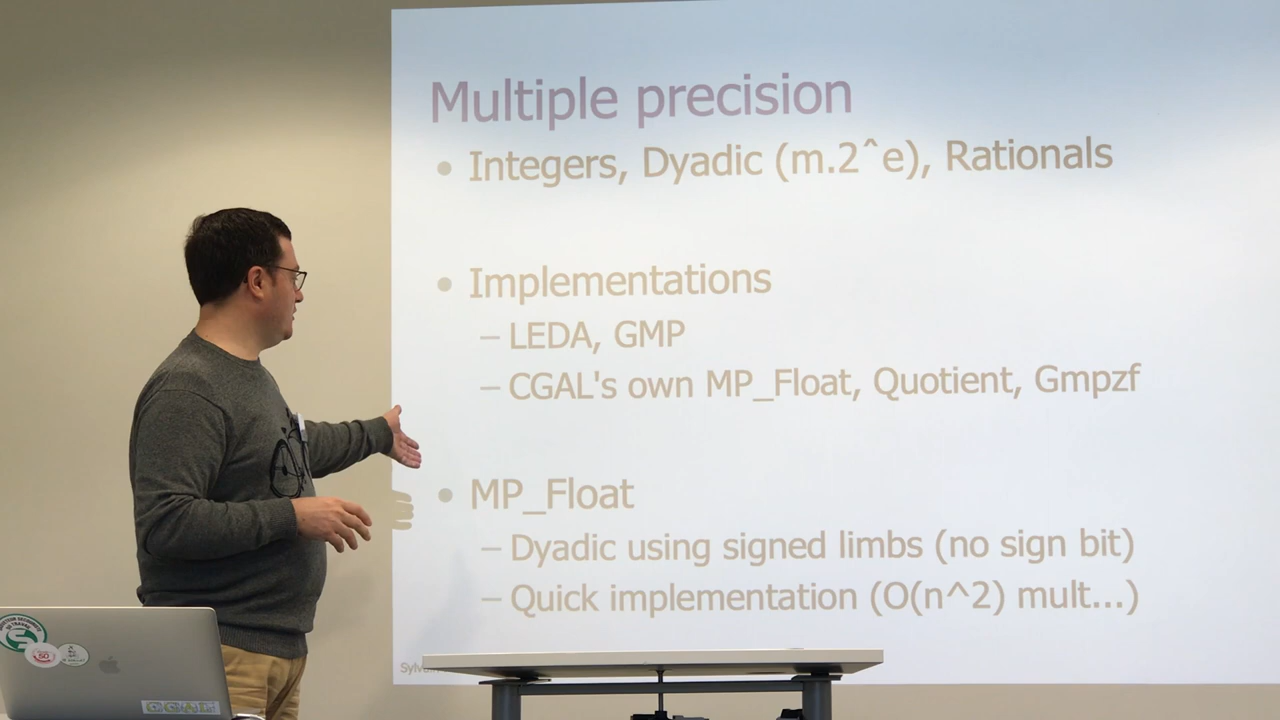 Multiple precision
• Integers, Dyadic (m.2^e), Rationals
• Implementations
– LEDA, GMP
– CGAL's own MP_Float, Quotient, Gmpzf
• MP_Float
– Dyadic using signed limbs (no sign bit)
– Quick implementation (O(n^2) mult...)
CGAL